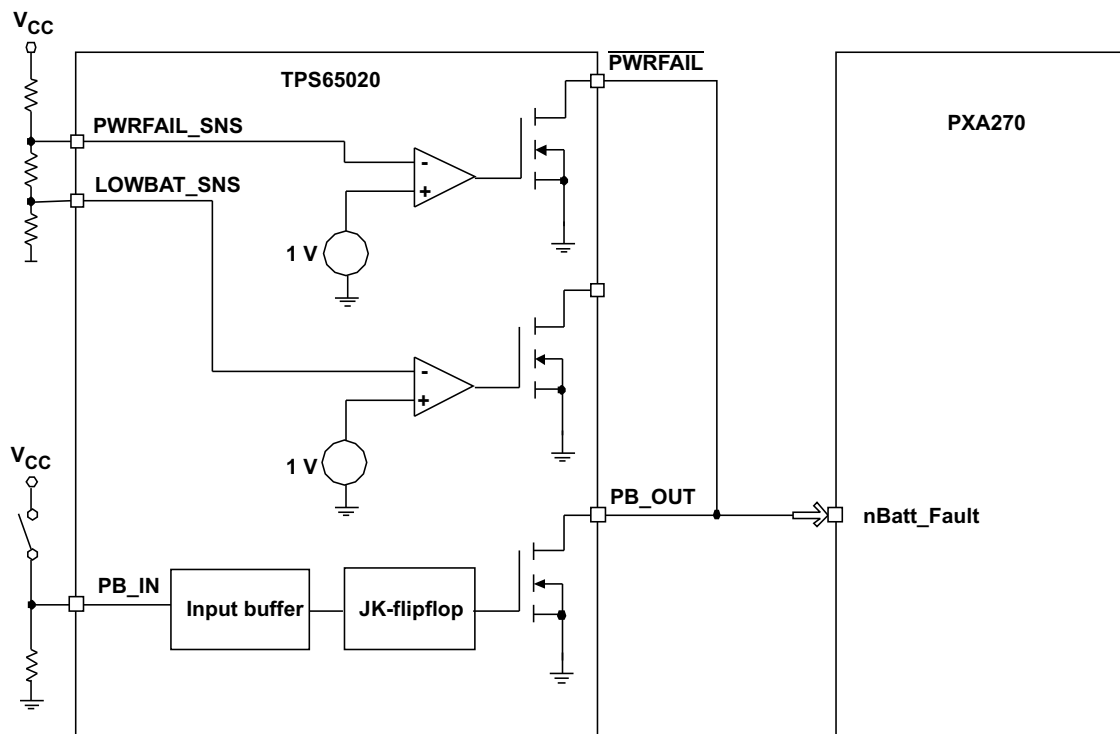 VCC
TPS65020
PWRFAIL
PXA270
PWRFAIL_SNS
LOWBAT_SNS
-
+
1 V
-
+
1 V
VCC
PB_OUT
nBatt_Fault
PB_IN
Input buffer
JK-flipflop